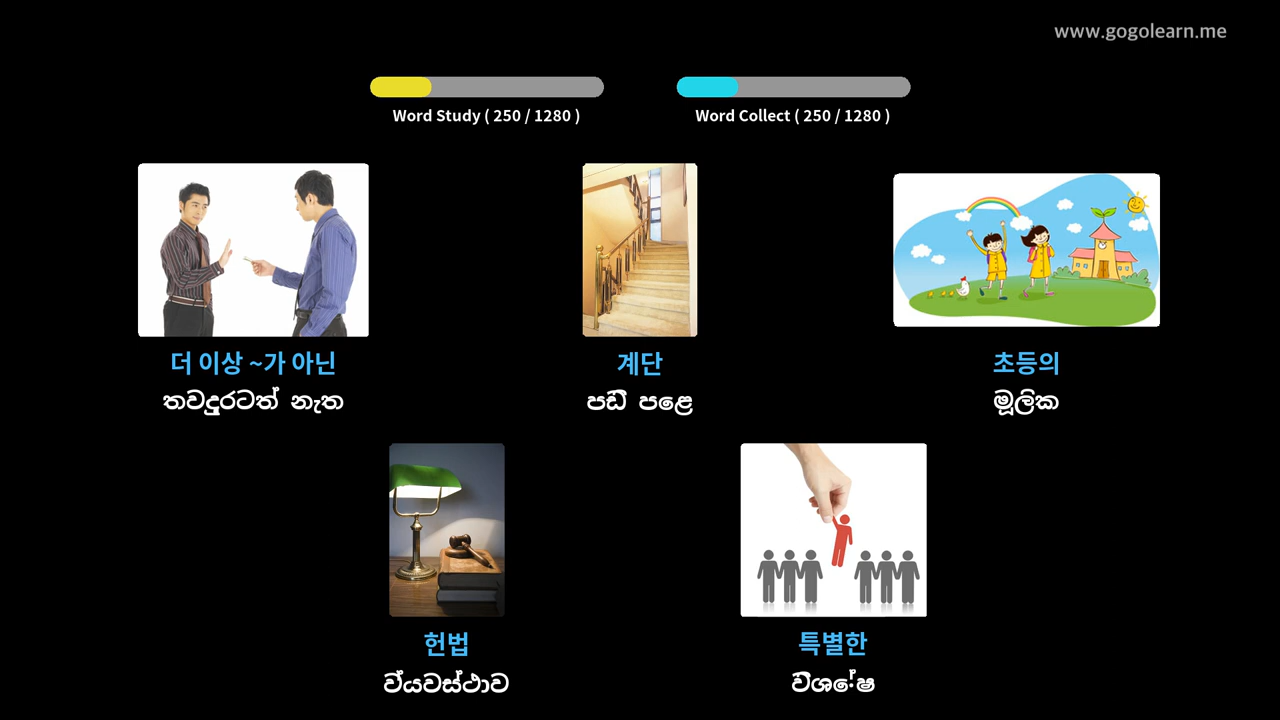 www.gogolearn.me
Word Study ( 250 / 1280 )
Word Collect ( 250 / 1280 )
더 이상 ~가 아닌
තවදුරටත් නැත
계단
පඩි පළෙ
초등의
මූලික
헌법
ව්යවස්ථාව
특별한
විශේෂ